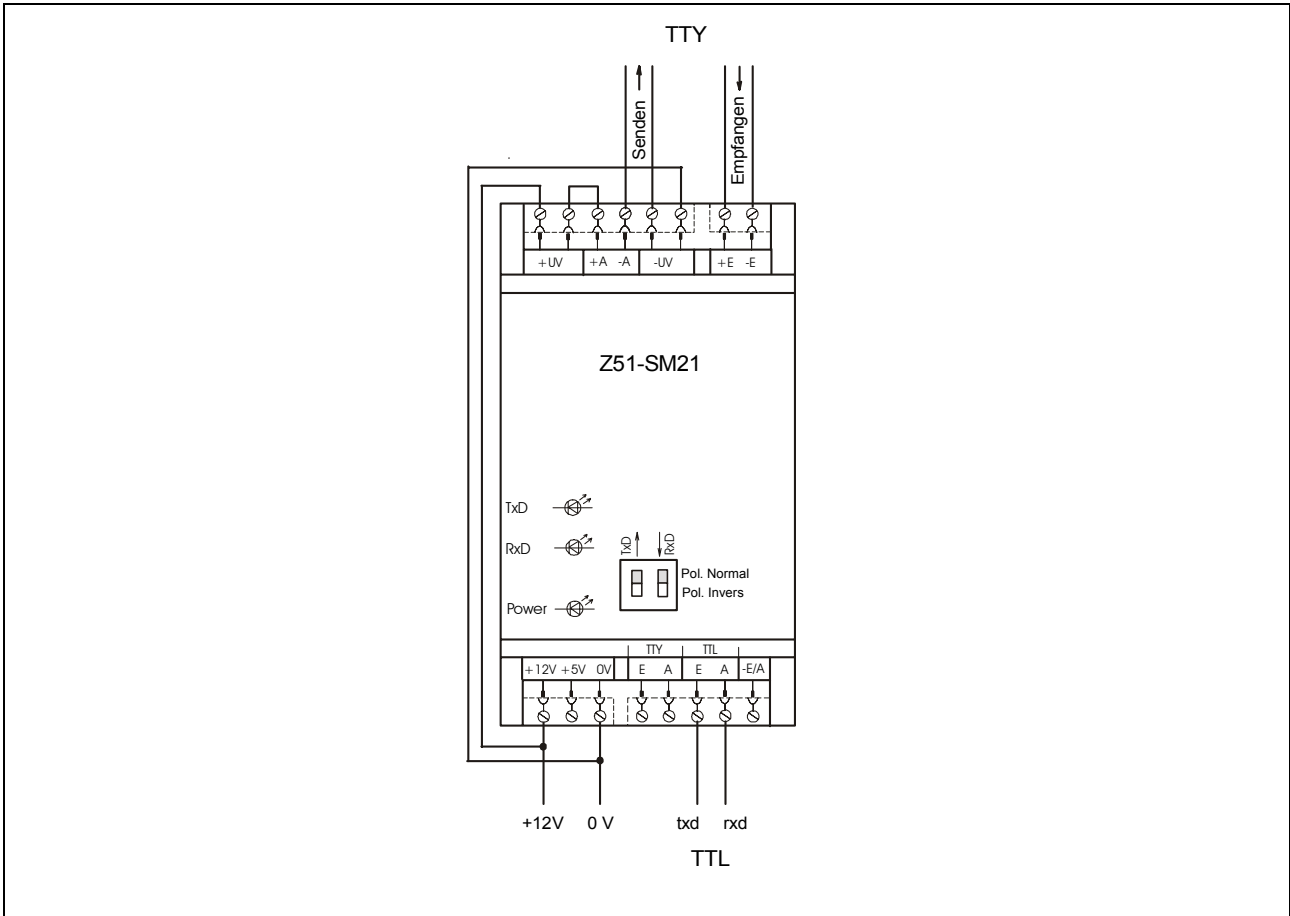 TTY
Senden
Empfangen
+UV +A -A -UV +E -E
Z51-SM21
TxD
RxD
TxD
RxD
Pol. Normal
Pol. Invers
Power
TTY TTL
+12V +5V 0V E A E A -E/A
+12V 0 V txd rxd
TTL